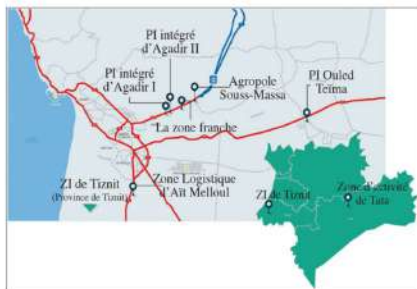 PI intégré
d'Agadir II
PI intégré
d'Agadir I
Agropole
Souss-Massa
PI Ouled
Teïma
La zone franche
ZI de Tiznit
(Province de Tiznit)
Zone Logistique
d'Aït Melloul
ZI de Tiznit
Zone d'activité
de Tata